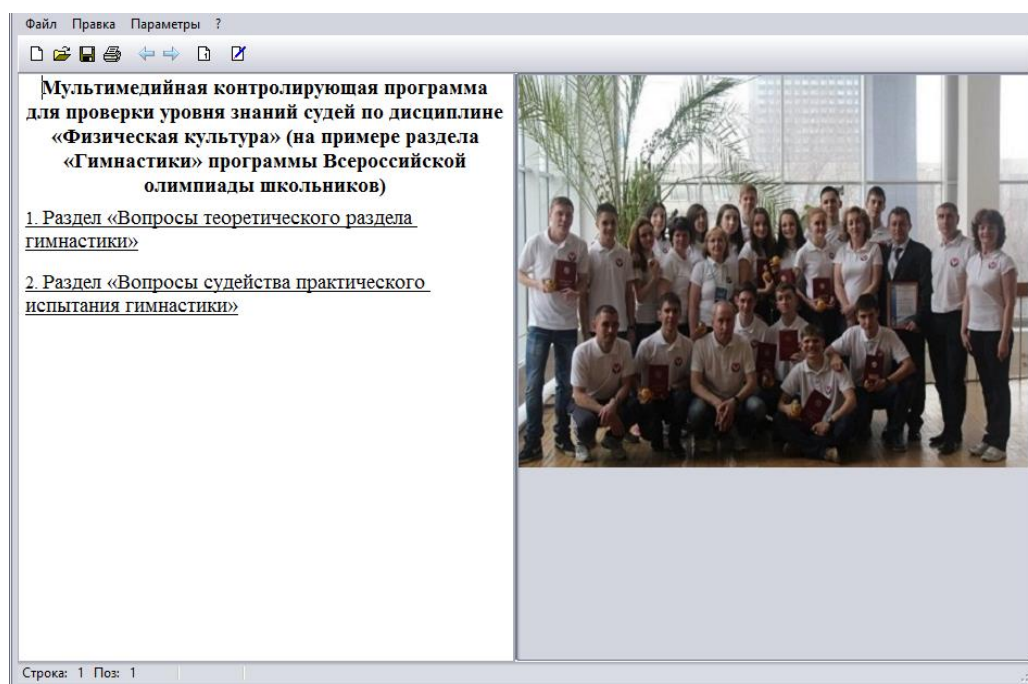 Файл Правка Параметры ?
Мультимедийная контролирующая программа
для проверки уровня знаний судей по дисциплине
«Физическая культура» (на примере раздела
«Гимнастики» программы Всероссийской
олимпиады школьников)
1. Раздел «Вопросы теоретического раздела
гимнастики»
2. Раздел «Вопросы судейства практического
испытания гимнастики»
Строка: 1 Поз: 1